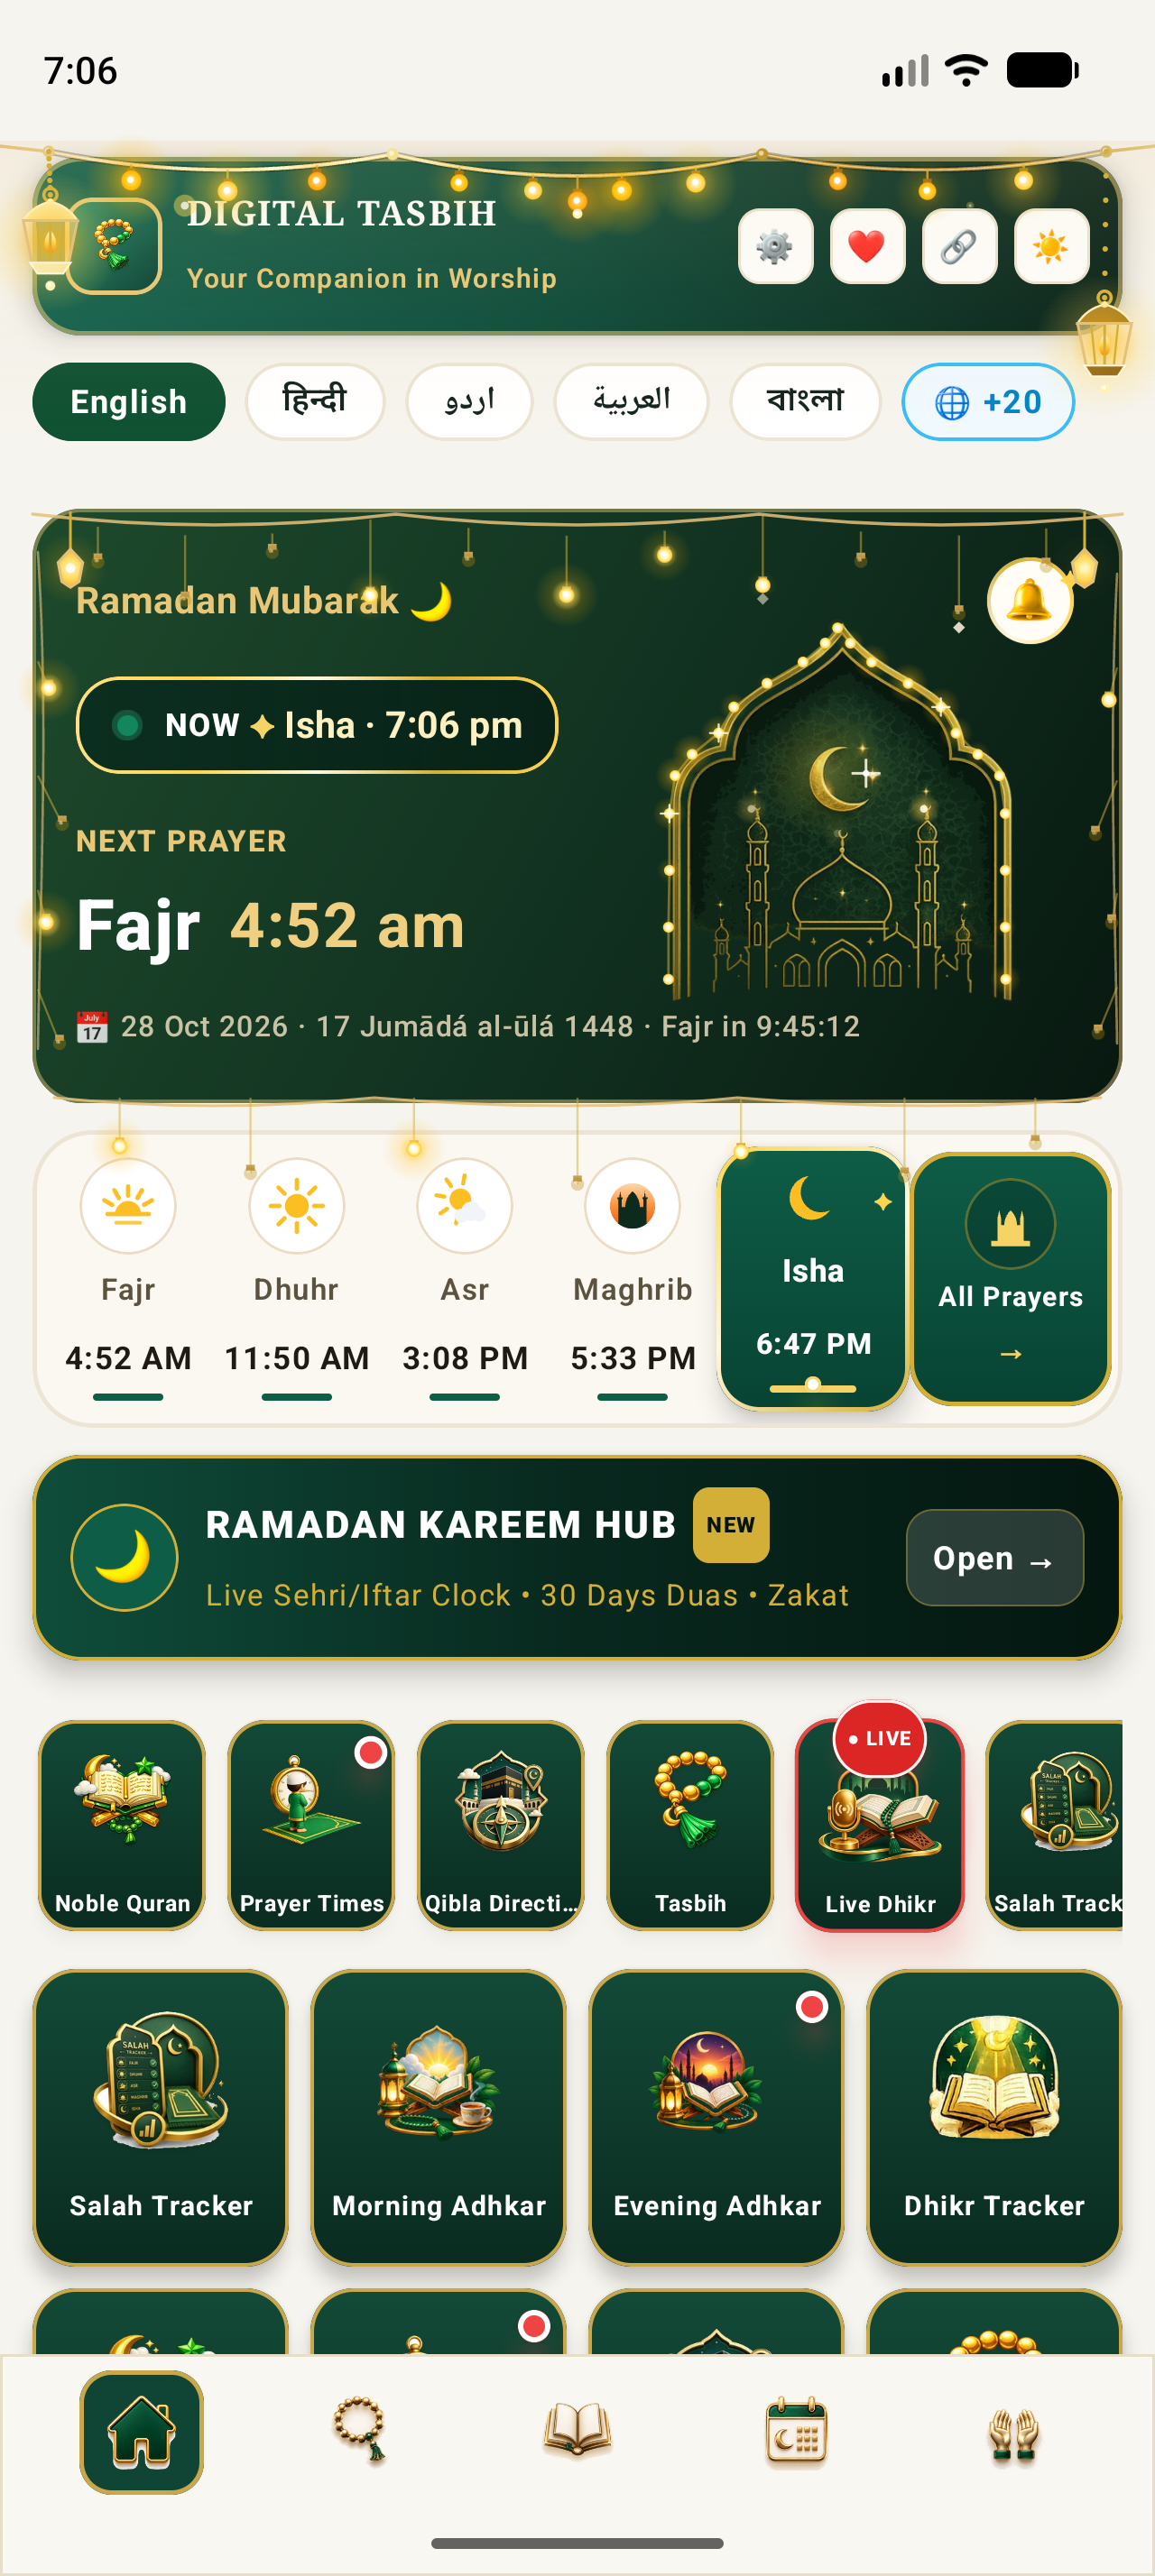 7:06
DIGITAL TASBIH
Your Companion in Worship
English
हिन्दी
اردو
العربية
বাংলা
+20
Ramadan Mubarak
NOW ✦ Isha · 7:06 pm
NEXT PRAYER
Fajr 4:52 am
28 Oct 2026 · 17 Jumādá al-ūlá 1448 · Fajr in 9:45:12
Fajr
4:52 AM
Dhuhr
11:50 AM
Asr
3:08 PM
Maghrib
5:33 PM
Isha
6:47 PM
All Prayers
→
RAMADAN KAREEM HUB NEW
Live Sehri/Iftar Clock • 30 Days Duas • Zakat
Open →
Noble Quran
Prayer Times
Qibla Directi...
Tasbih
• LIVE
Live Dhikr
Salah Track
Salah Tracker
Morning Adhkar
Evening Adhkar
Dhikr Tracker